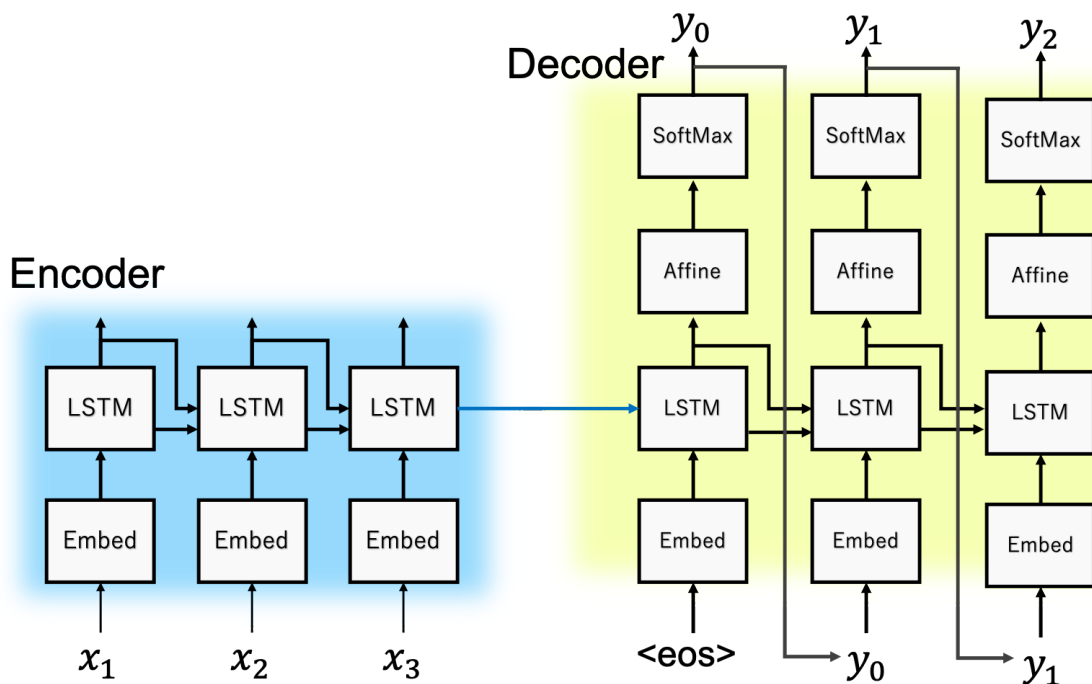 y₀ y₁ y₂
Decoder
SoftMax SoftMax SoftMax
Affine Affine Affine
Encoder
LSTM LSTM LSTM LSTM LSTM LSTM
Embed Embed Embed Embed Embed Embed
x₁ x₂ x₃ <eos> y₀ y₁